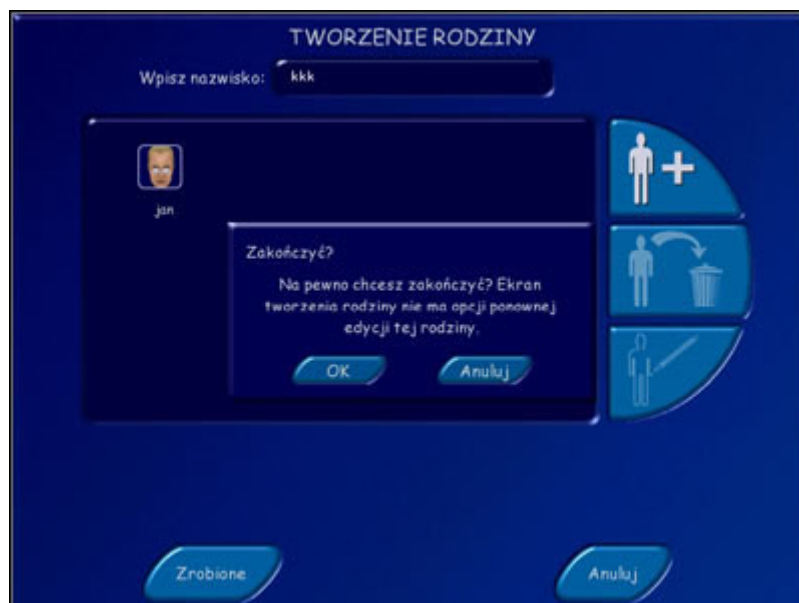 TWORZENIE RODZINY
Wpisz nazwisko: kkk
jan
Zakończyć?
Na pewno chcesz zakończyć? Ekran
tworzenia rodziny nie ma opcji ponownej
edycji tej rodziny.
OK Anuluj
Zrobione Anuluj